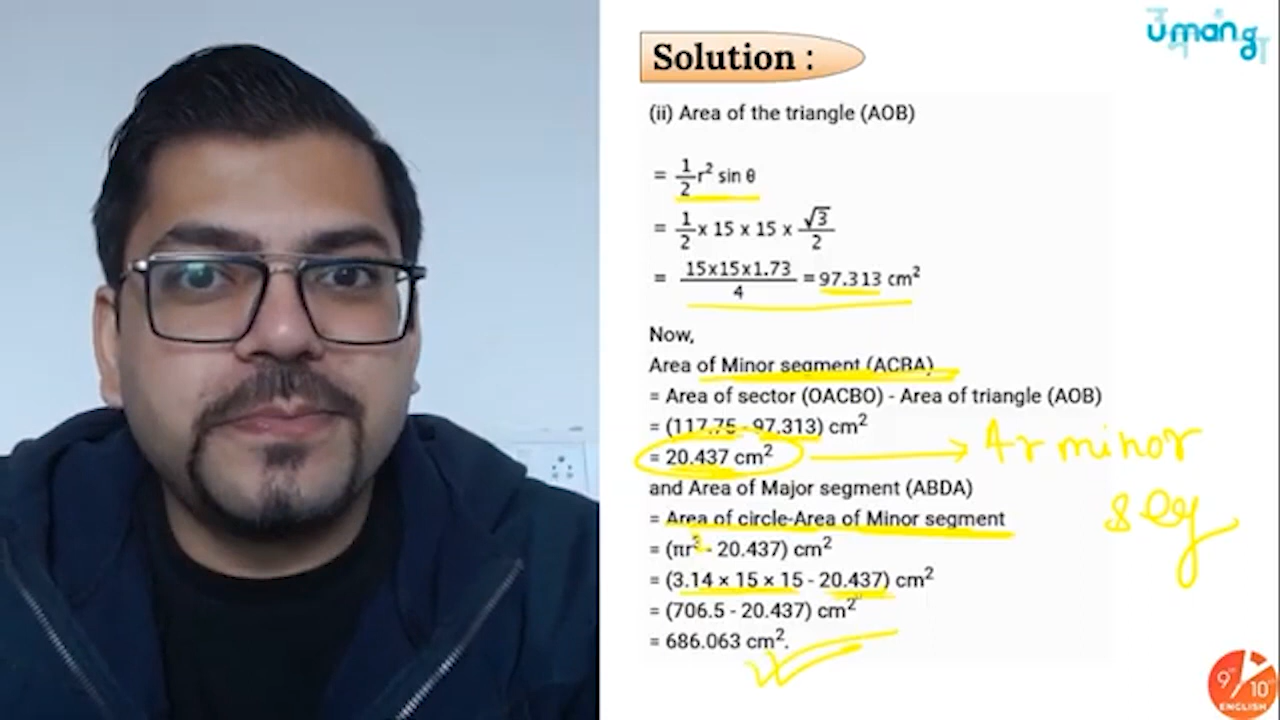 Umang
Solution :
(ii) Area of the triangle (AOB)
= 1/2 r² sin θ
= 1/2 x 15 x 15 x √3/2
= 15x15x1.73/4 = 97.313 cm²
Now,
Area of Minor segment (ACBA)
= Area of sector (OACBO) - Area of triangle (AOB)
= (117.75 - 97.313) cm²
= 20.437 cm² → Ar minor
seg
and Area of Major segment (ABDA)
= Area of circle-Area of Minor segment
= (πr² - 20.437) cm²
= (3.14 × 15 × 15 - 20.437) cm²
= (706.5 - 20.437) cm²
= 686.063 cm².
9th 10th
ENGLISH